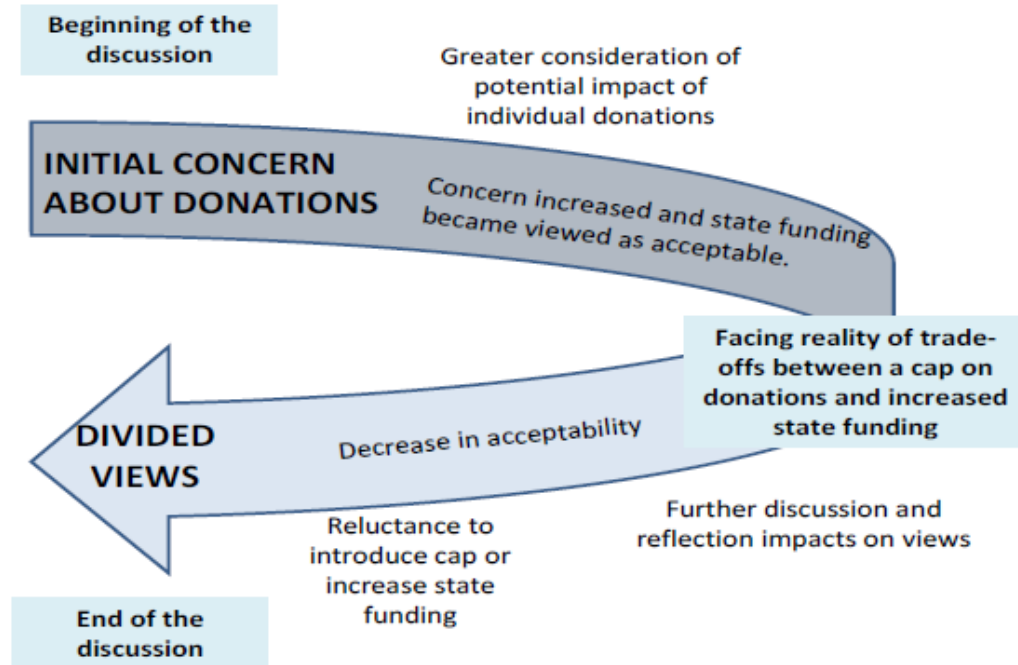 Beginning of the
discussion
Greater consideration of
potential impact of
individual donations
INITIAL CONCERN
ABOUT DONATIONS
Concern increased and state funding
became viewed as acceptable.
Facing reality of trade-
offs between a cap on
donations and increased
state funding
Further discussion and
reflection impacts on views
Decrease in acceptability
Reluctance to
introduce cap or
increase state
funding
DIVIDED
VIEWS
End of the
discussion